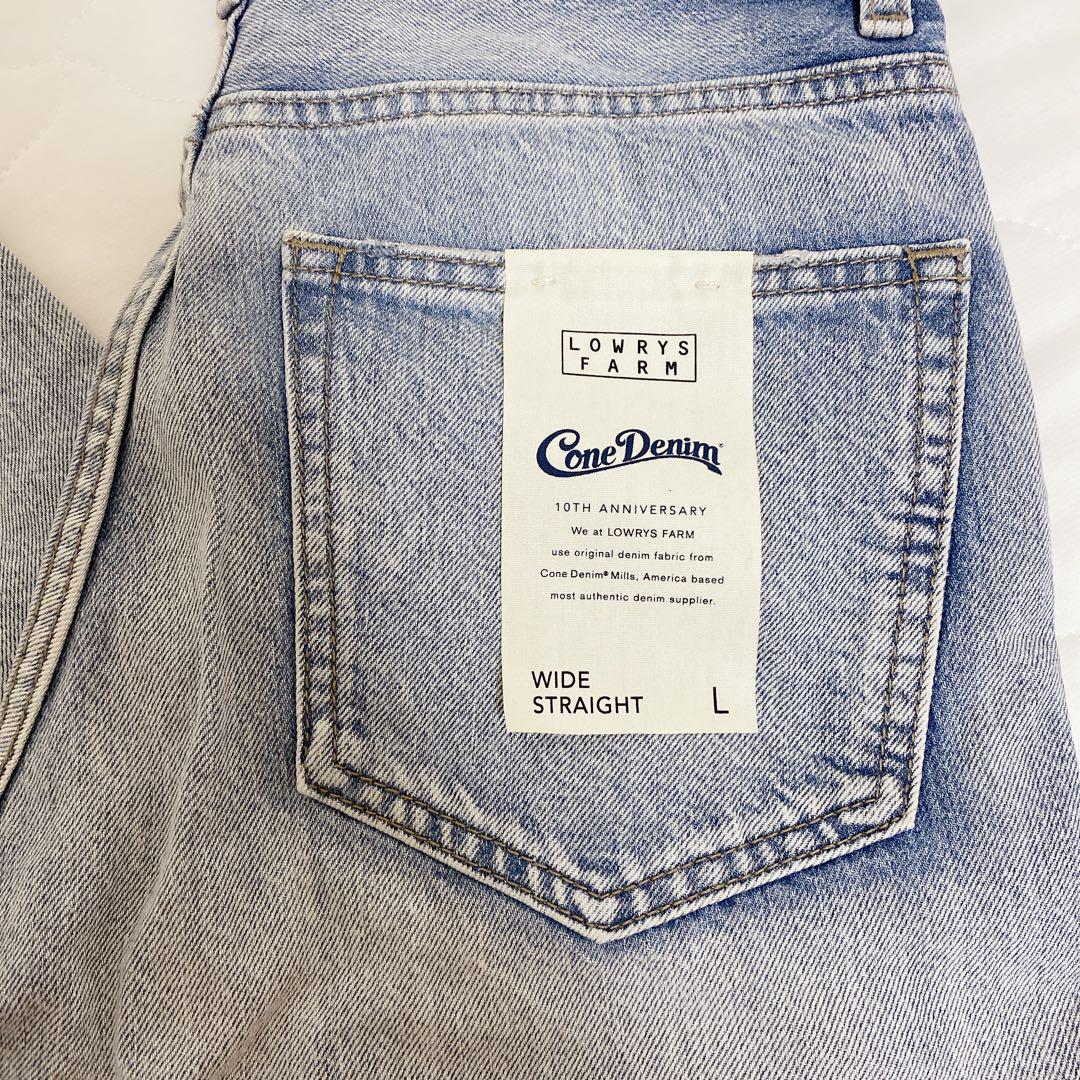 LOWRYS
FARM
Cone Denim®
10TH ANNIVERSARY
We at LOWRYS FARM
use original denim fabric from
Cone Denim® Mills, America based
most authentic denim supplier.
WIDE
STRAIGHT L